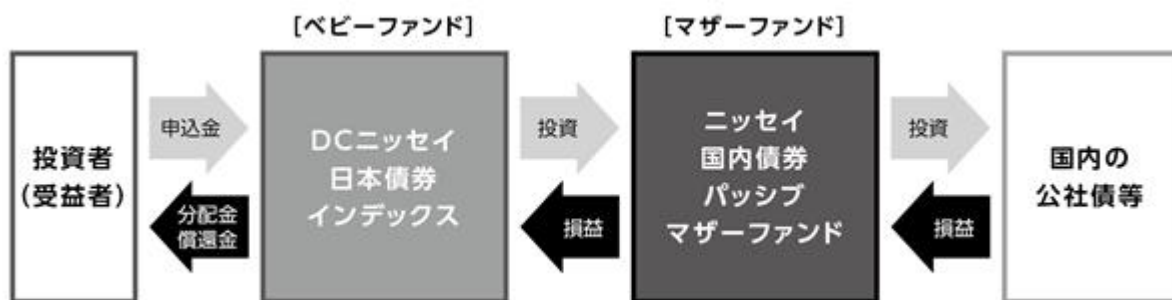 [ベビーファンド]
[マザーファンド]
投資者
(受益者)
申込金
分配金
償還金
DCニッセイ
日本債券
インデックス
投資
損益
ニッセイ
国内債券
パッシブ
マザーファンド
投資
損益
国内の
公社債等